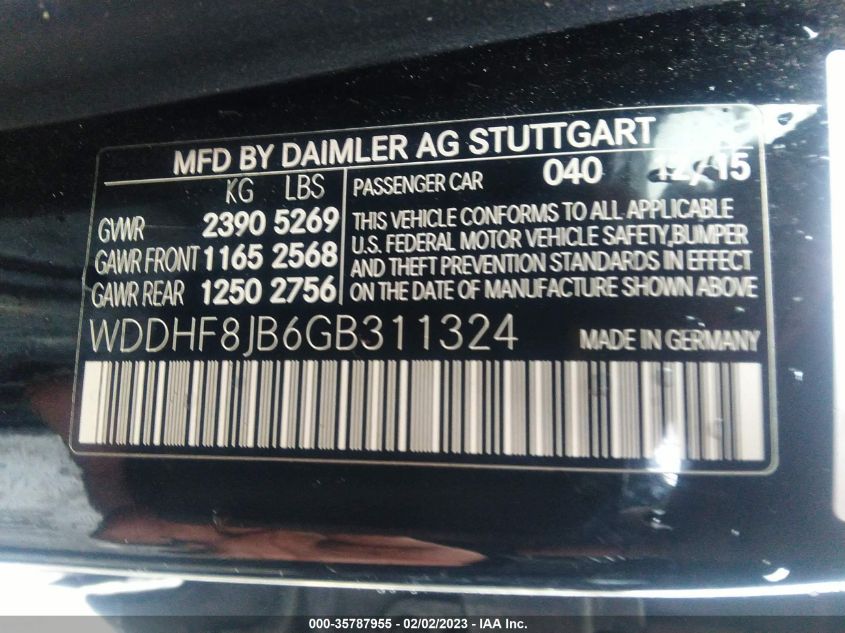 MFD BY DAIMLER AG STUTTGART
KG LBS
GVWR 2390 5269
GAWR FRONT 1165 2568
GAWR REAR 1250 2756
PASSENGER CAR 040 12/15
THIS VEHICLE CONFORMS TO ALL APPLICABLE
U.S. FEDERAL MOTOR VEHICLE SAFETY,BUMPER
AND THEFT PREVENTION STANDARDS IN EFFECT
ON THE DATE OF MANUFACTURE SHOWN ABOVE
WDDHF8JB6GB311324 MADE IN GERMANY
000-35787955 — 02/02/2023 — IAA Inc.